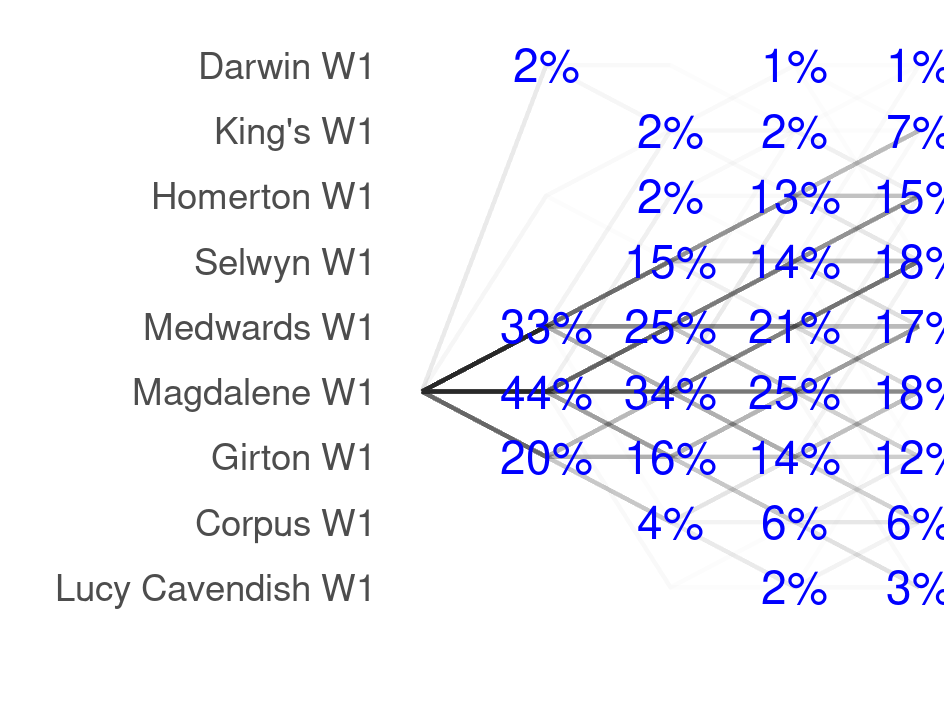 Darwin W1 2% 1% 1%
King's W1 2% 2% 7%
Homerton W1 2% 13% 15%
Selwyn W1 15% 14% 18%
Medwards W1 33% 25% 21% 17%
Magdalene W1 44% 34% 25% 18%
Girton W1 20% 16% 14% 12%
Corpus W1 4% 6% 6%
Lucy Cavendish W1 2% 3%